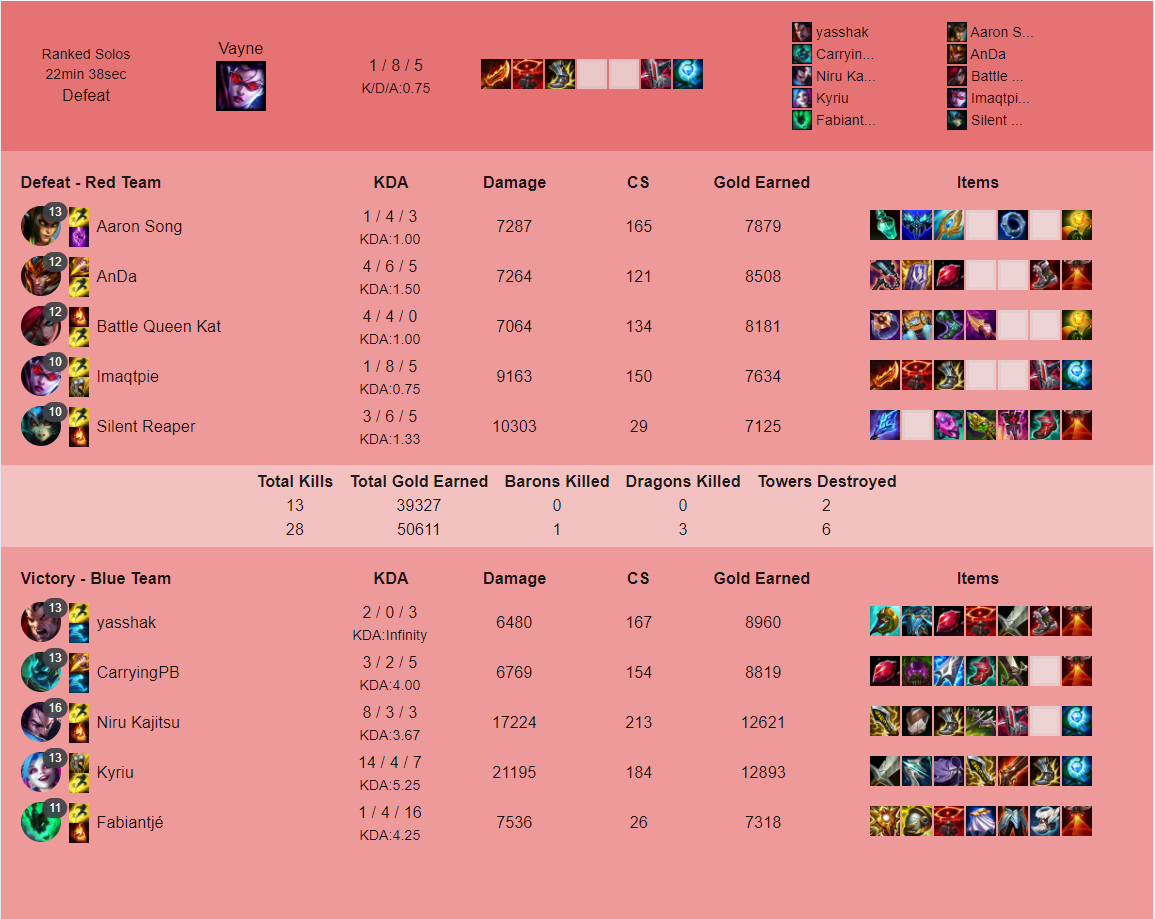 Ranked Solos
22min 38sec
Defeat
Vayne
1 / 8 / 5
K/D/A:0.75
yasshak
Carryin...
Niru Ka...
Kyriu
Fabiant...
Aaron S...
AnDa
Battle ...
Imaqtpi...
Silent ...
Defeat - Red Team KDA Damage CS Gold Earned Items
13 Aaron Song 1 / 4 / 3 KDA:1.00 7287 165 7879
12 AnDa 4 / 6 / 5 KDA:1.50 7264 121 8508
12 Battle Queen Kat 4 / 4 / 0 KDA:1.00 7064 134 8181
10 Imaqtpie 1 / 8 / 5 KDA:0.75 9163 150 7634
10 Silent Reaper 3 / 6 / 5 KDA:1.33 10303 29 7125
Total Kills Total Gold Earned Barons Killed Dragons Killed Towers Destroyed
13 39327 0 0 2
28 50611 1 3 6
Victory - Blue Team KDA Damage CS Gold Earned Items
13 yasshak 2 / 0 / 3 KDA:Infinity 6480 167 8960
13 CarryingPB 3 / 2 / 5 KDA:4.00 6769 154 8819
16 Niru Kajitsu 8 / 3 / 3 KDA:3.67 17224 213 12621
13 Kyriu 14 / 4 / 7 KDA:5.25 21195 184 12893
11 Fabiantjé 1 / 4 / 16 KDA:4.25 7536 26 7318